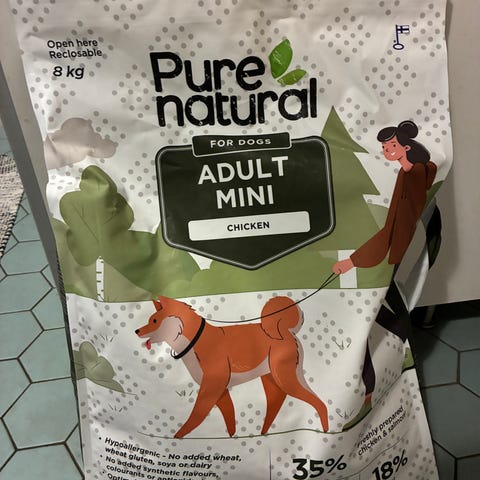 Open here
Reclosable
8 kg
Pure
natural
FOR DOGS
ADULT
MINI
CHICKEN
• Hypoallergenic - No added wheat,
wheat gluten, soya or dairy
• No added synthetic flavours,
colourants or
35%
freshly prepared
chicken & salmon
18%